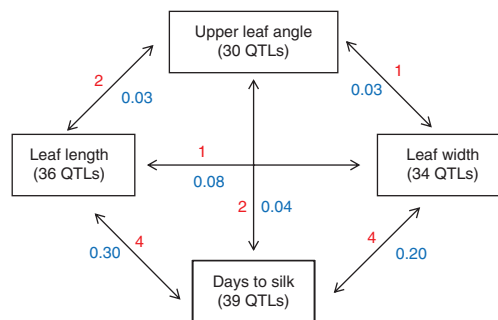 Upper leaf angle
(30 QTLs)
2
1
0.03
0.03
Leaf length
(36 QTLs)
1
0.08
Leaf width
(34 QTLs)
2
0.04
4
0.30
4
0.20
Days to silk
(39 QTLs)